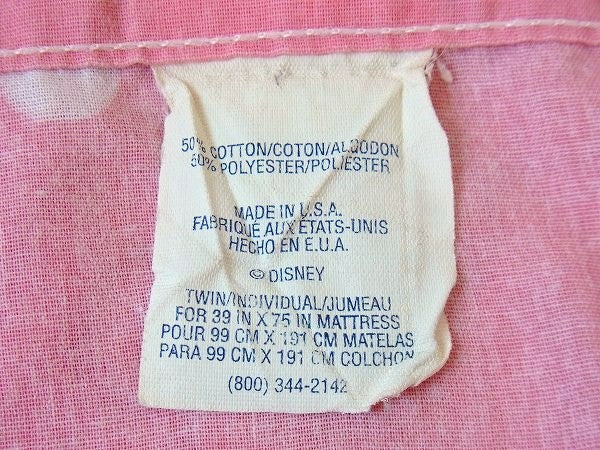 50% COTTON/COTON/ALGODON
50% POLYESTER/POLIESTER
MADE IN U.S.A.
FABRIQUÉ AUX ETATS-UNIS
HECHO EN E.U.A.
© DISNEY
TWIN/INDIVIDUAL/JUMEAU
FOR 39 IN X 75 IN MATTRESS
POUR 99 CM X 191 CM MATELAS
PARA 99 CM X 191 CM COLCHON
(800) 344-2142